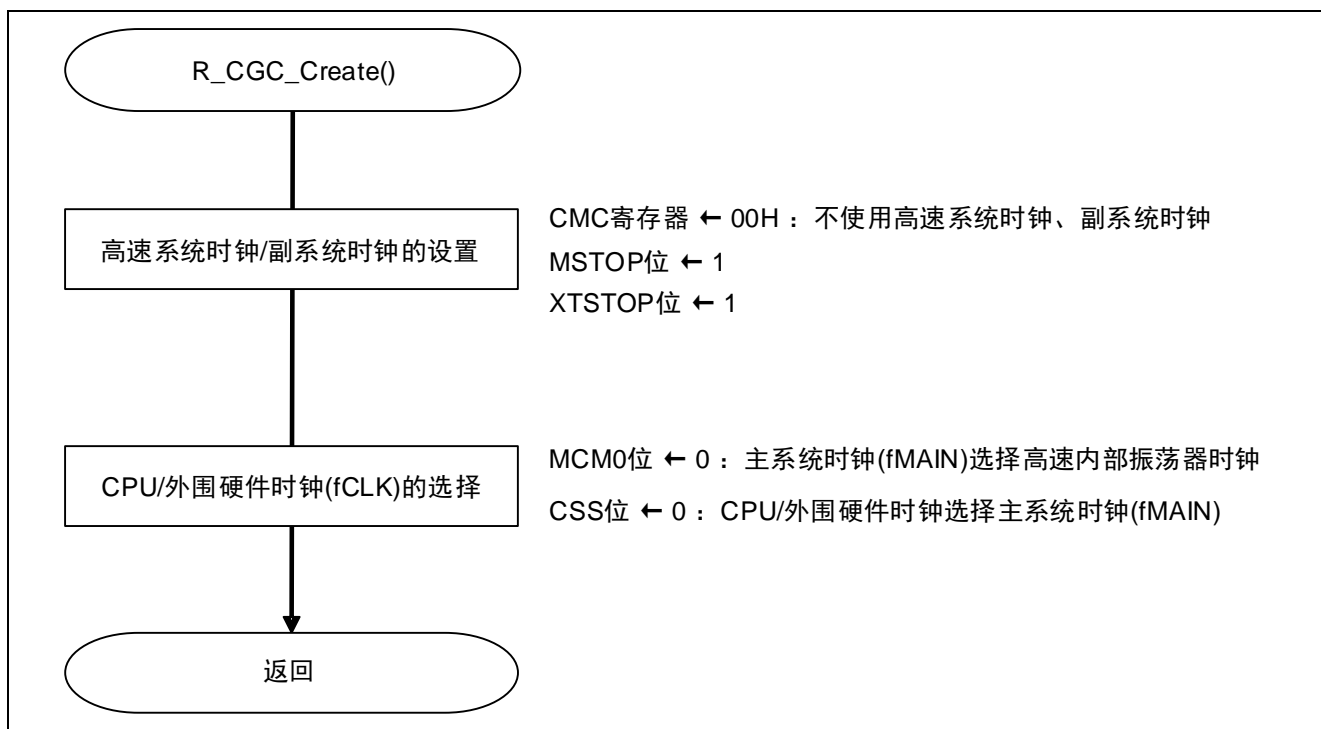 R_CGC_Create()
高速系统时钟/副系统时钟的设置
CMC寄存器 ← 00H ：不使用高速系统时钟、副系统时钟
MSTOP位 ← 1
XTSTOP位 ← 1
CPU/外围硬件时钟(fCLK)的选择
MCM0位 ← 0 ：主系统时钟(fMAIN)选择高速内部振荡器时钟
CSS位 ← 0 ：CPU/外围硬件时钟选择主系统时钟(fMAIN)
返回